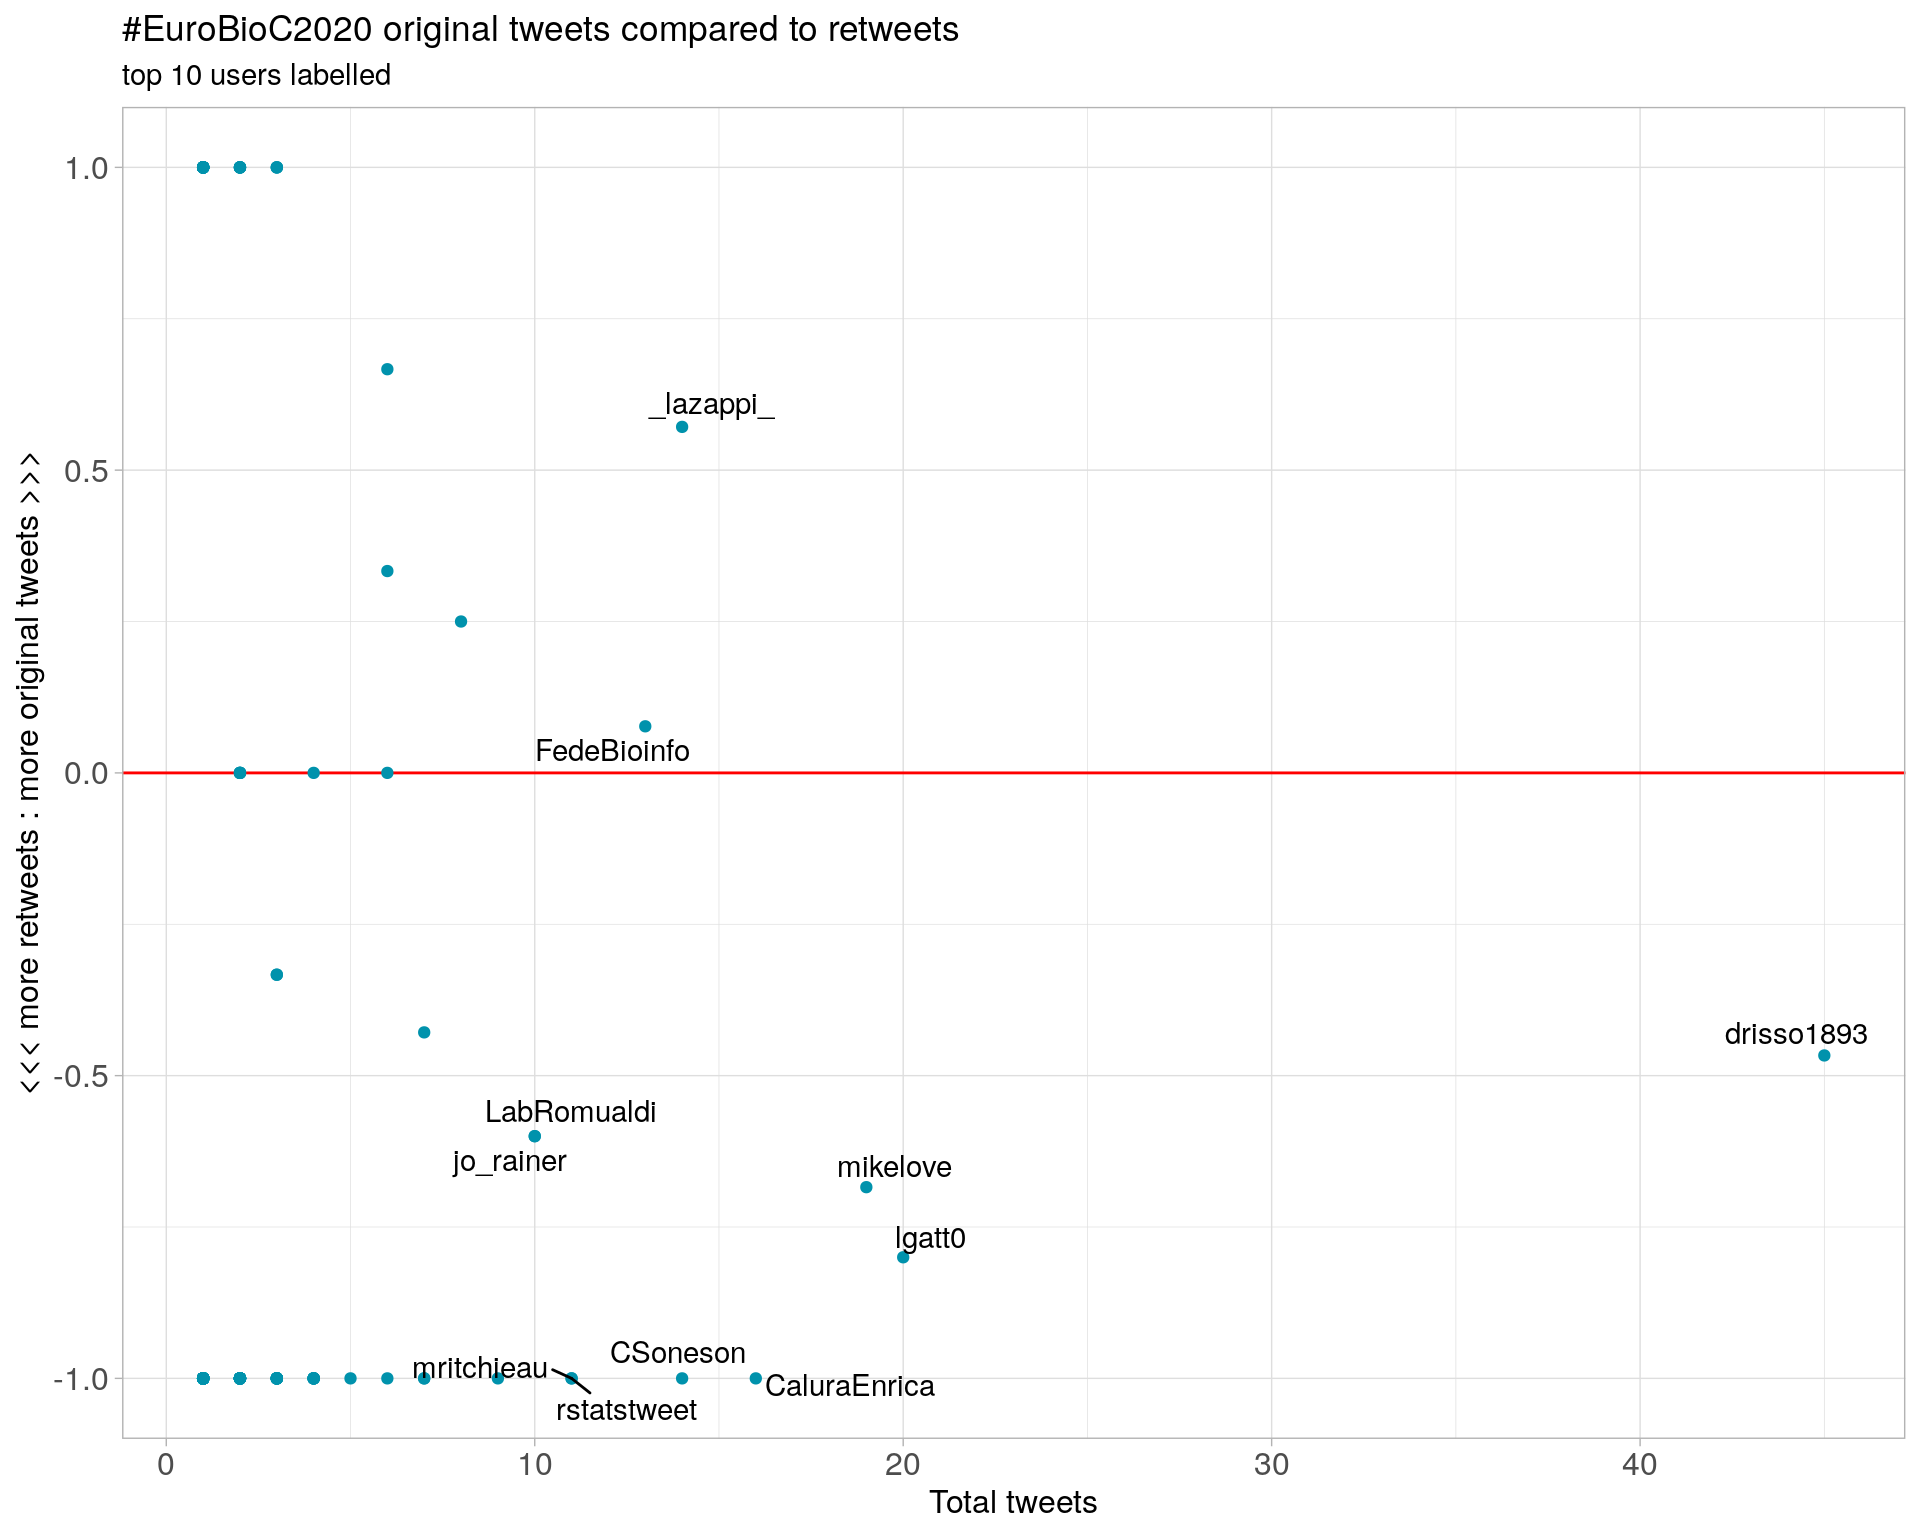 #EuroBioC2020 original tweets compared to retweets
top 10 users labelled
<<< more retweets : more original tweets >>>
1.0
0.5
0.0
-0.5
-1.0
_lazappi_
FedeBioinfo
drisso1893
LabRomualdi
jo_rainer
mikelove
lgatt0
CSoneson
mritchieau
CaluraEnrica
rstatstweet
0 10 20 30 40
Total tweets